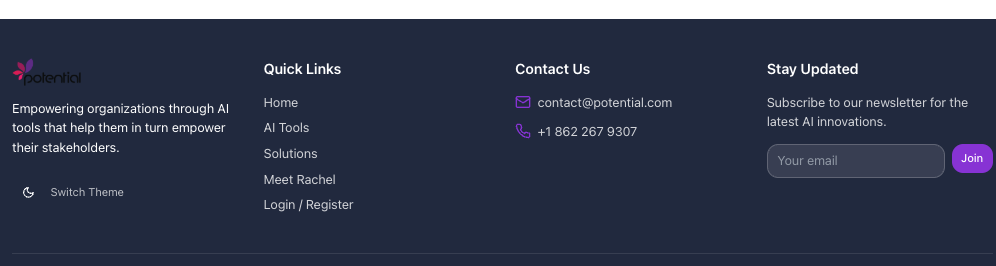 potential
Empowering organizations through AI
tools that help them in turn empower
their stakeholders.
Switch Theme
Quick Links
Home
AI Tools
Solutions
Meet Rachel
Login / Register
Contact Us
contact@potential.com
+1 862 267 9307
Stay Updated
Subscribe to our newsletter for the
latest AI innovations.
Your email
Join